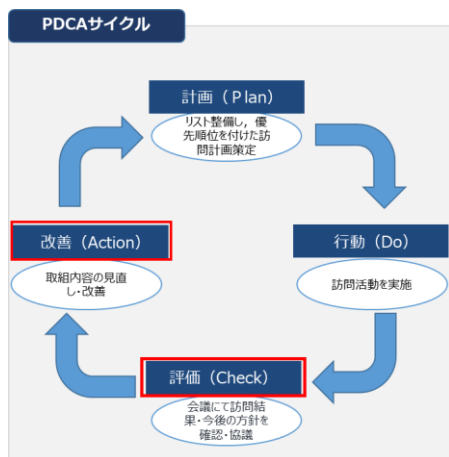 PDCAサイクル
計画（Plan）
リスト整備し，優
先順位を付けた訪
問計画策定
行動（Do）
訪問活動を実施
評価（Check）
会議にて訪問結
果・今後の方針を
確認・協議
改善（Action）
取組内容の見直
し・改善